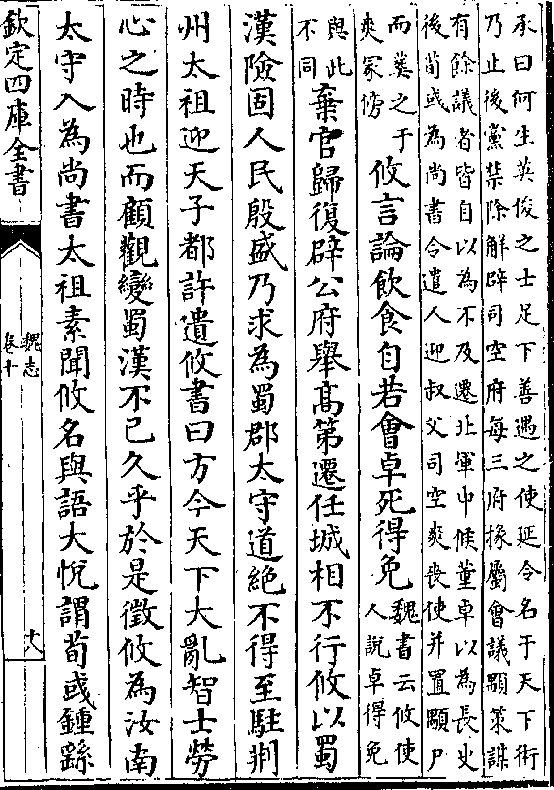 承曰何生英俊之士足下善遇之使延令名于天下術
乃止後黨禁除解辟司空府每三府掾屬會議顒策謀
有餘議者皆自以為不及遷北軍中候董卓以為長史
後荀彧為尚書令遣人迎叔父司空爽喪使并置顒尸
而葬之于
爽冢傍
攸言論飲食自若會卓死得免
魏書云攸使
人說卓得免
與此
不同
棄官歸復辟公府舉髙第遷任城相不行攸以蜀
漢險固人民殷盛乃求為蜀郡太守道絶不得至駐荆
州太祖迎天子都許遺攸書曰方今天下大亂智士勞
心之時也而顧觀變蜀漢不已久乎於是徵攸為汝南
太守入為尚書太祖素聞攸名與語大悦謂荀彧鍾繇
欽定四庫全書
魏志
卷十
十八